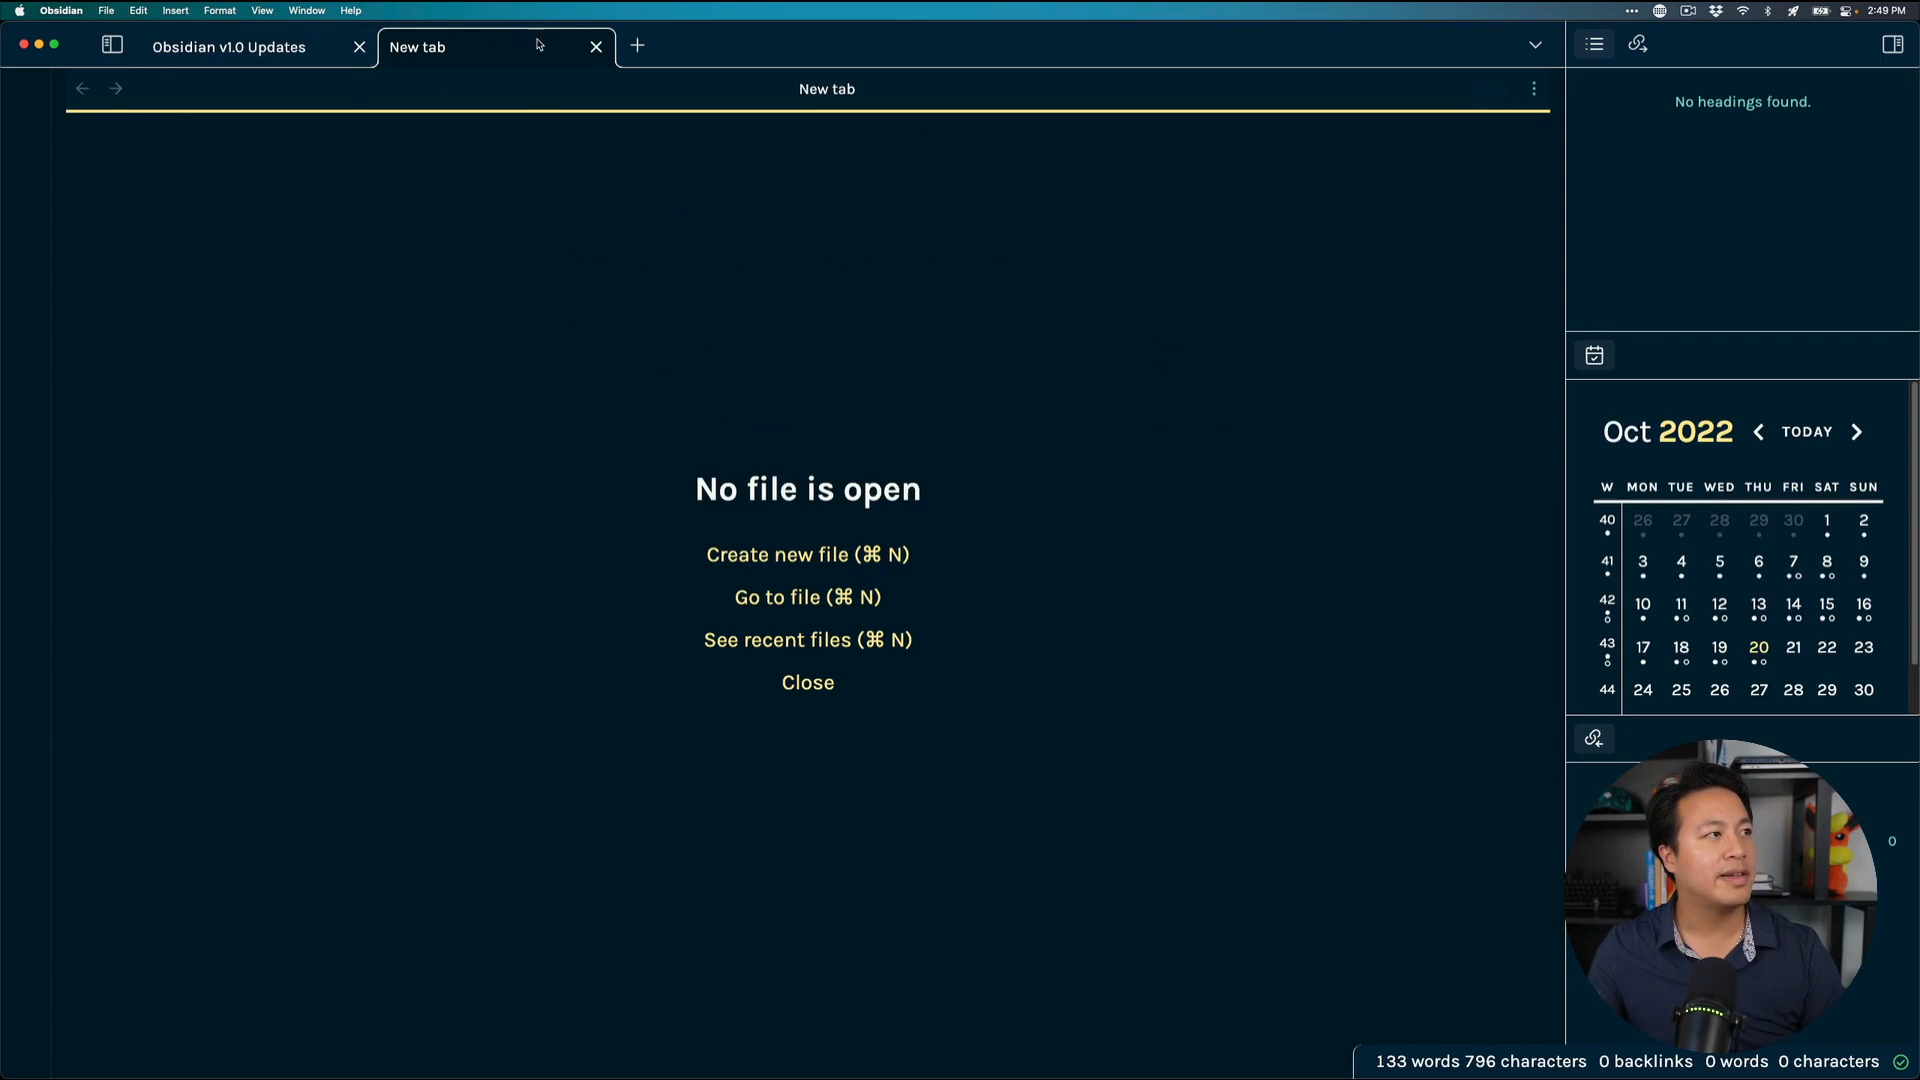 Obsidian File Edit Insert Format View Window Help 2:49 PM
Obsidian v1.0 Updates New tab
New tab
No headings found.
No file is open
Create new file (⌘ N)
Go to file (⌘ N)
See recent files (⌘ N)
Close
Oct 2022 TODAY
W MON TUE WED THU FRI SAT SUN
40 26 27 28 29 30 1 2
41 3 4 5 6 7 8 9
42 10 11 12 13 14 15 16
43 17 18 19 20 21 22 23
44 24 25 26 27 28 29 30
0
133 words 796 characters 0 backlinks 0 words 0 characters